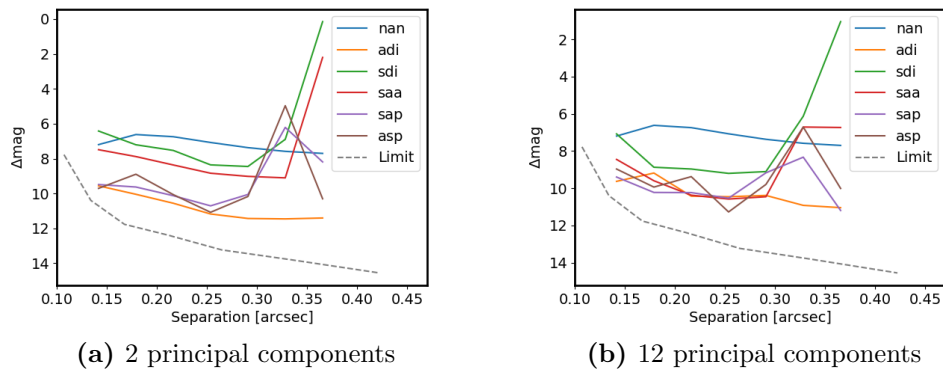 0
2
4
6
8
10
12
14
Δmag
0.10 0.15 0.20 0.25 0.30 0.35 0.40 0.45
Separation [arcsec]
nan
adi
sdi
saa
sap
asp
Limit
(a) 2 principal components
2
4
6
8
10
12
14
Δmag
0.10 0.15 0.20 0.25 0.30 0.35 0.40 0.45
Separation [arcsec]
nan
adi
sdi
saa
sap
asp
Limit
(b) 12 principal components